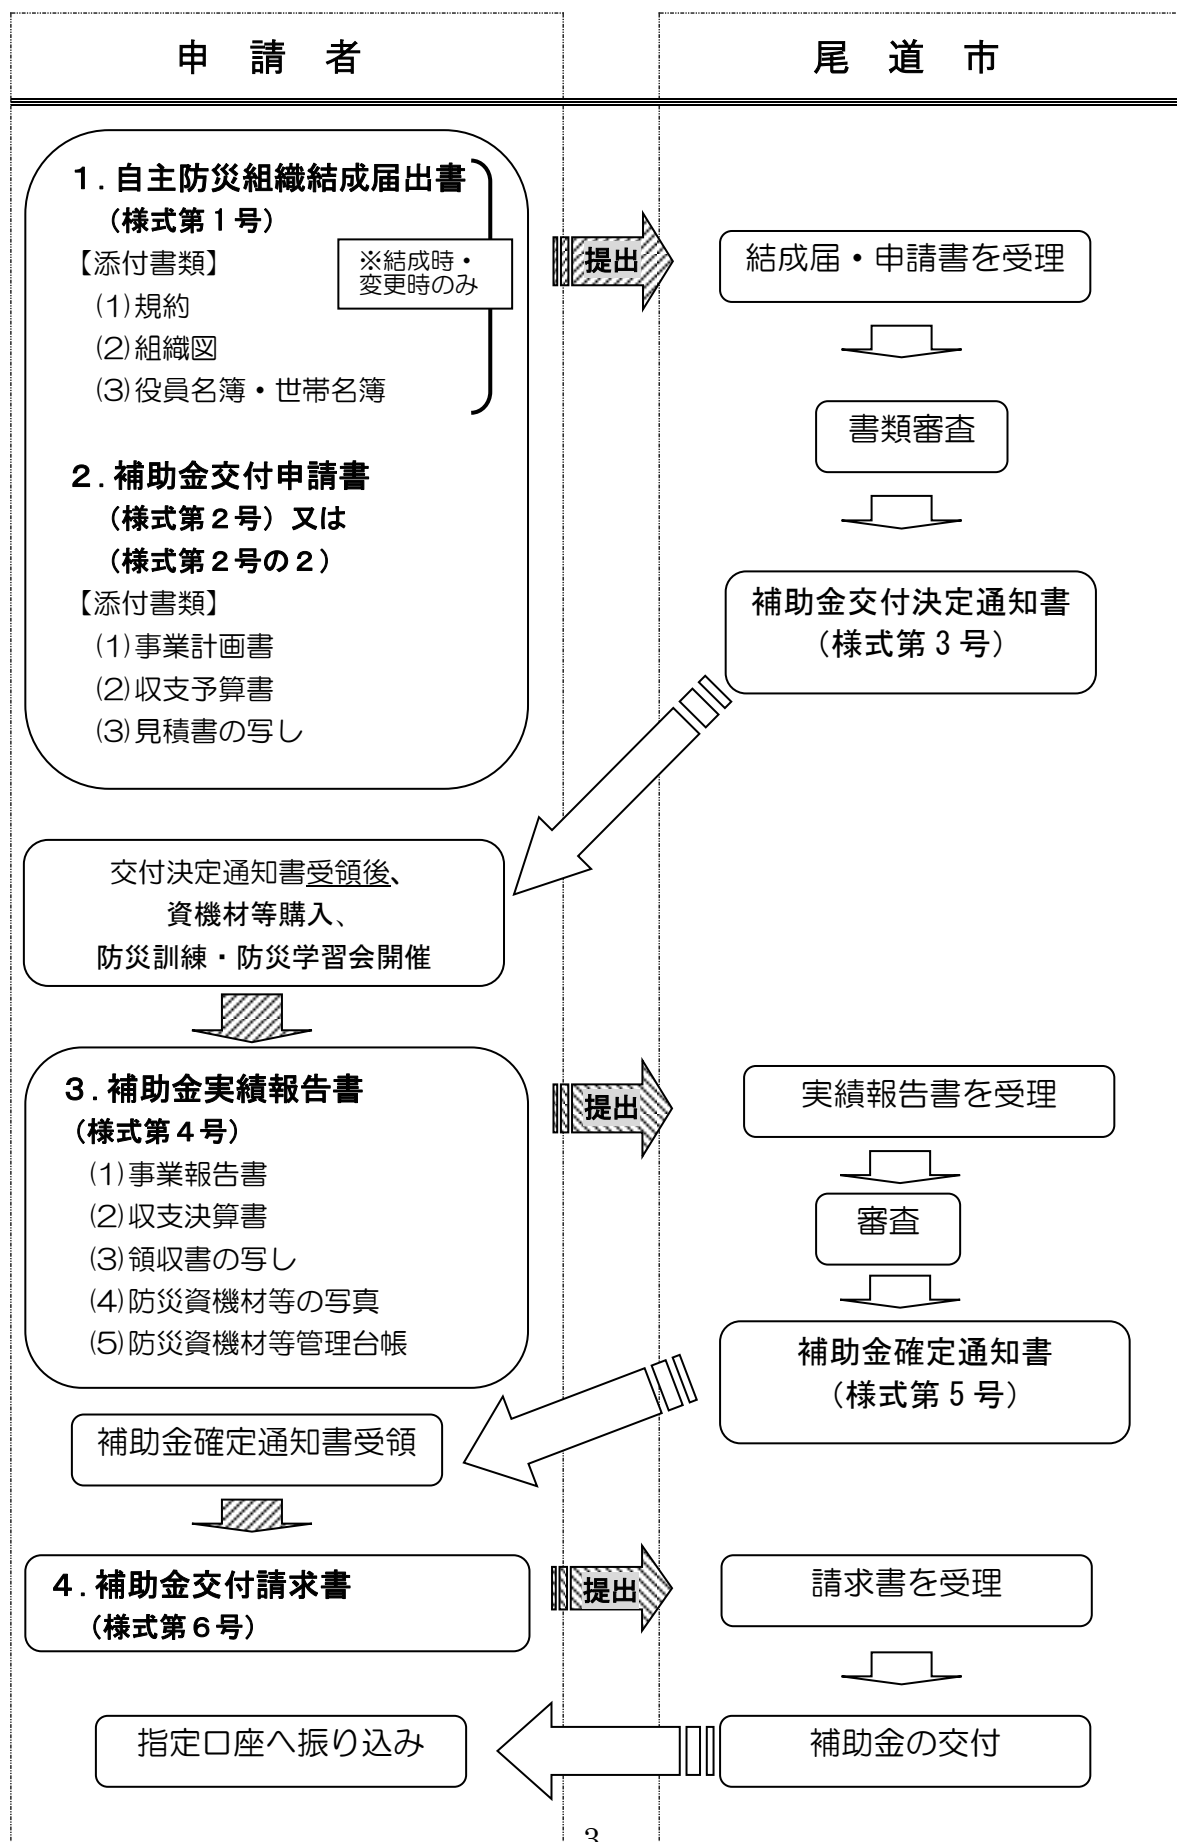 申 請 者
尾 道 市
１.自主防災組織結成届出書
（様式第１号）
【添付書類】
※結成時・
変更時のみ
(1)規約
(2)組織図
(3)役員名簿・世帯名簿
提出
結成届・申請書を受理
書類審査
２.補助金交付申請書
（様式第２号）又は
（様式第２号の２）
【添付書類】
(1)事業計画書
(2)収支予算書
(3)見積書の写し
補助金交付決定通知書
（様式第３号）
交付決定通知書受領後、
資機材等購入、
防災訓練・防災学習会開催
３.補助金実績報告書
（様式第４号）
(1)事業報告書
(2)収支決算書
(3)領収書の写し
(4)防災資機材等の写真
(5)防災資機材等管理台帳
提出
実績報告書を受理
審査
補助金確定通知書
（様式第５号）
補助金確定通知書受領
４.補助金交付請求書
（様式第６号）
提出
請求書を受理
補助金の交付
指定口座へ振り込み
3